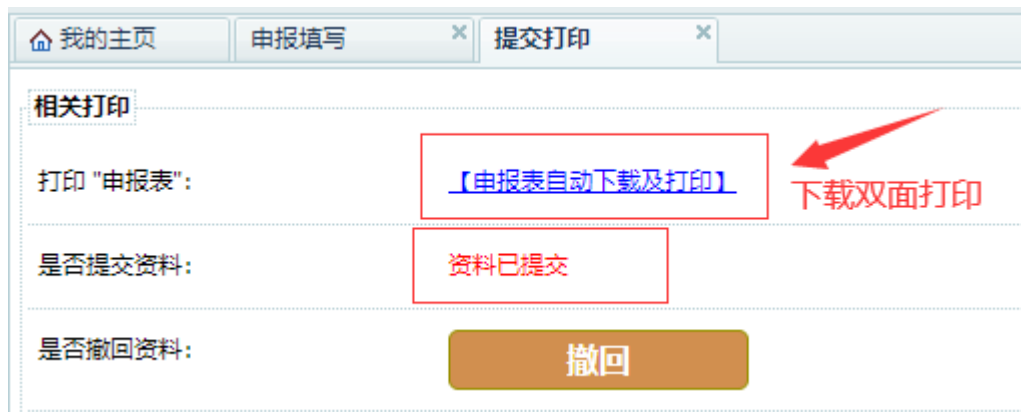 我的主页 申报填写 提交打印
相关打印
打印 "申报表": 【申报表自动下载及打印】
下载双面打印
是否提交资料: 资料已提交
是否撤回资料: 撤回